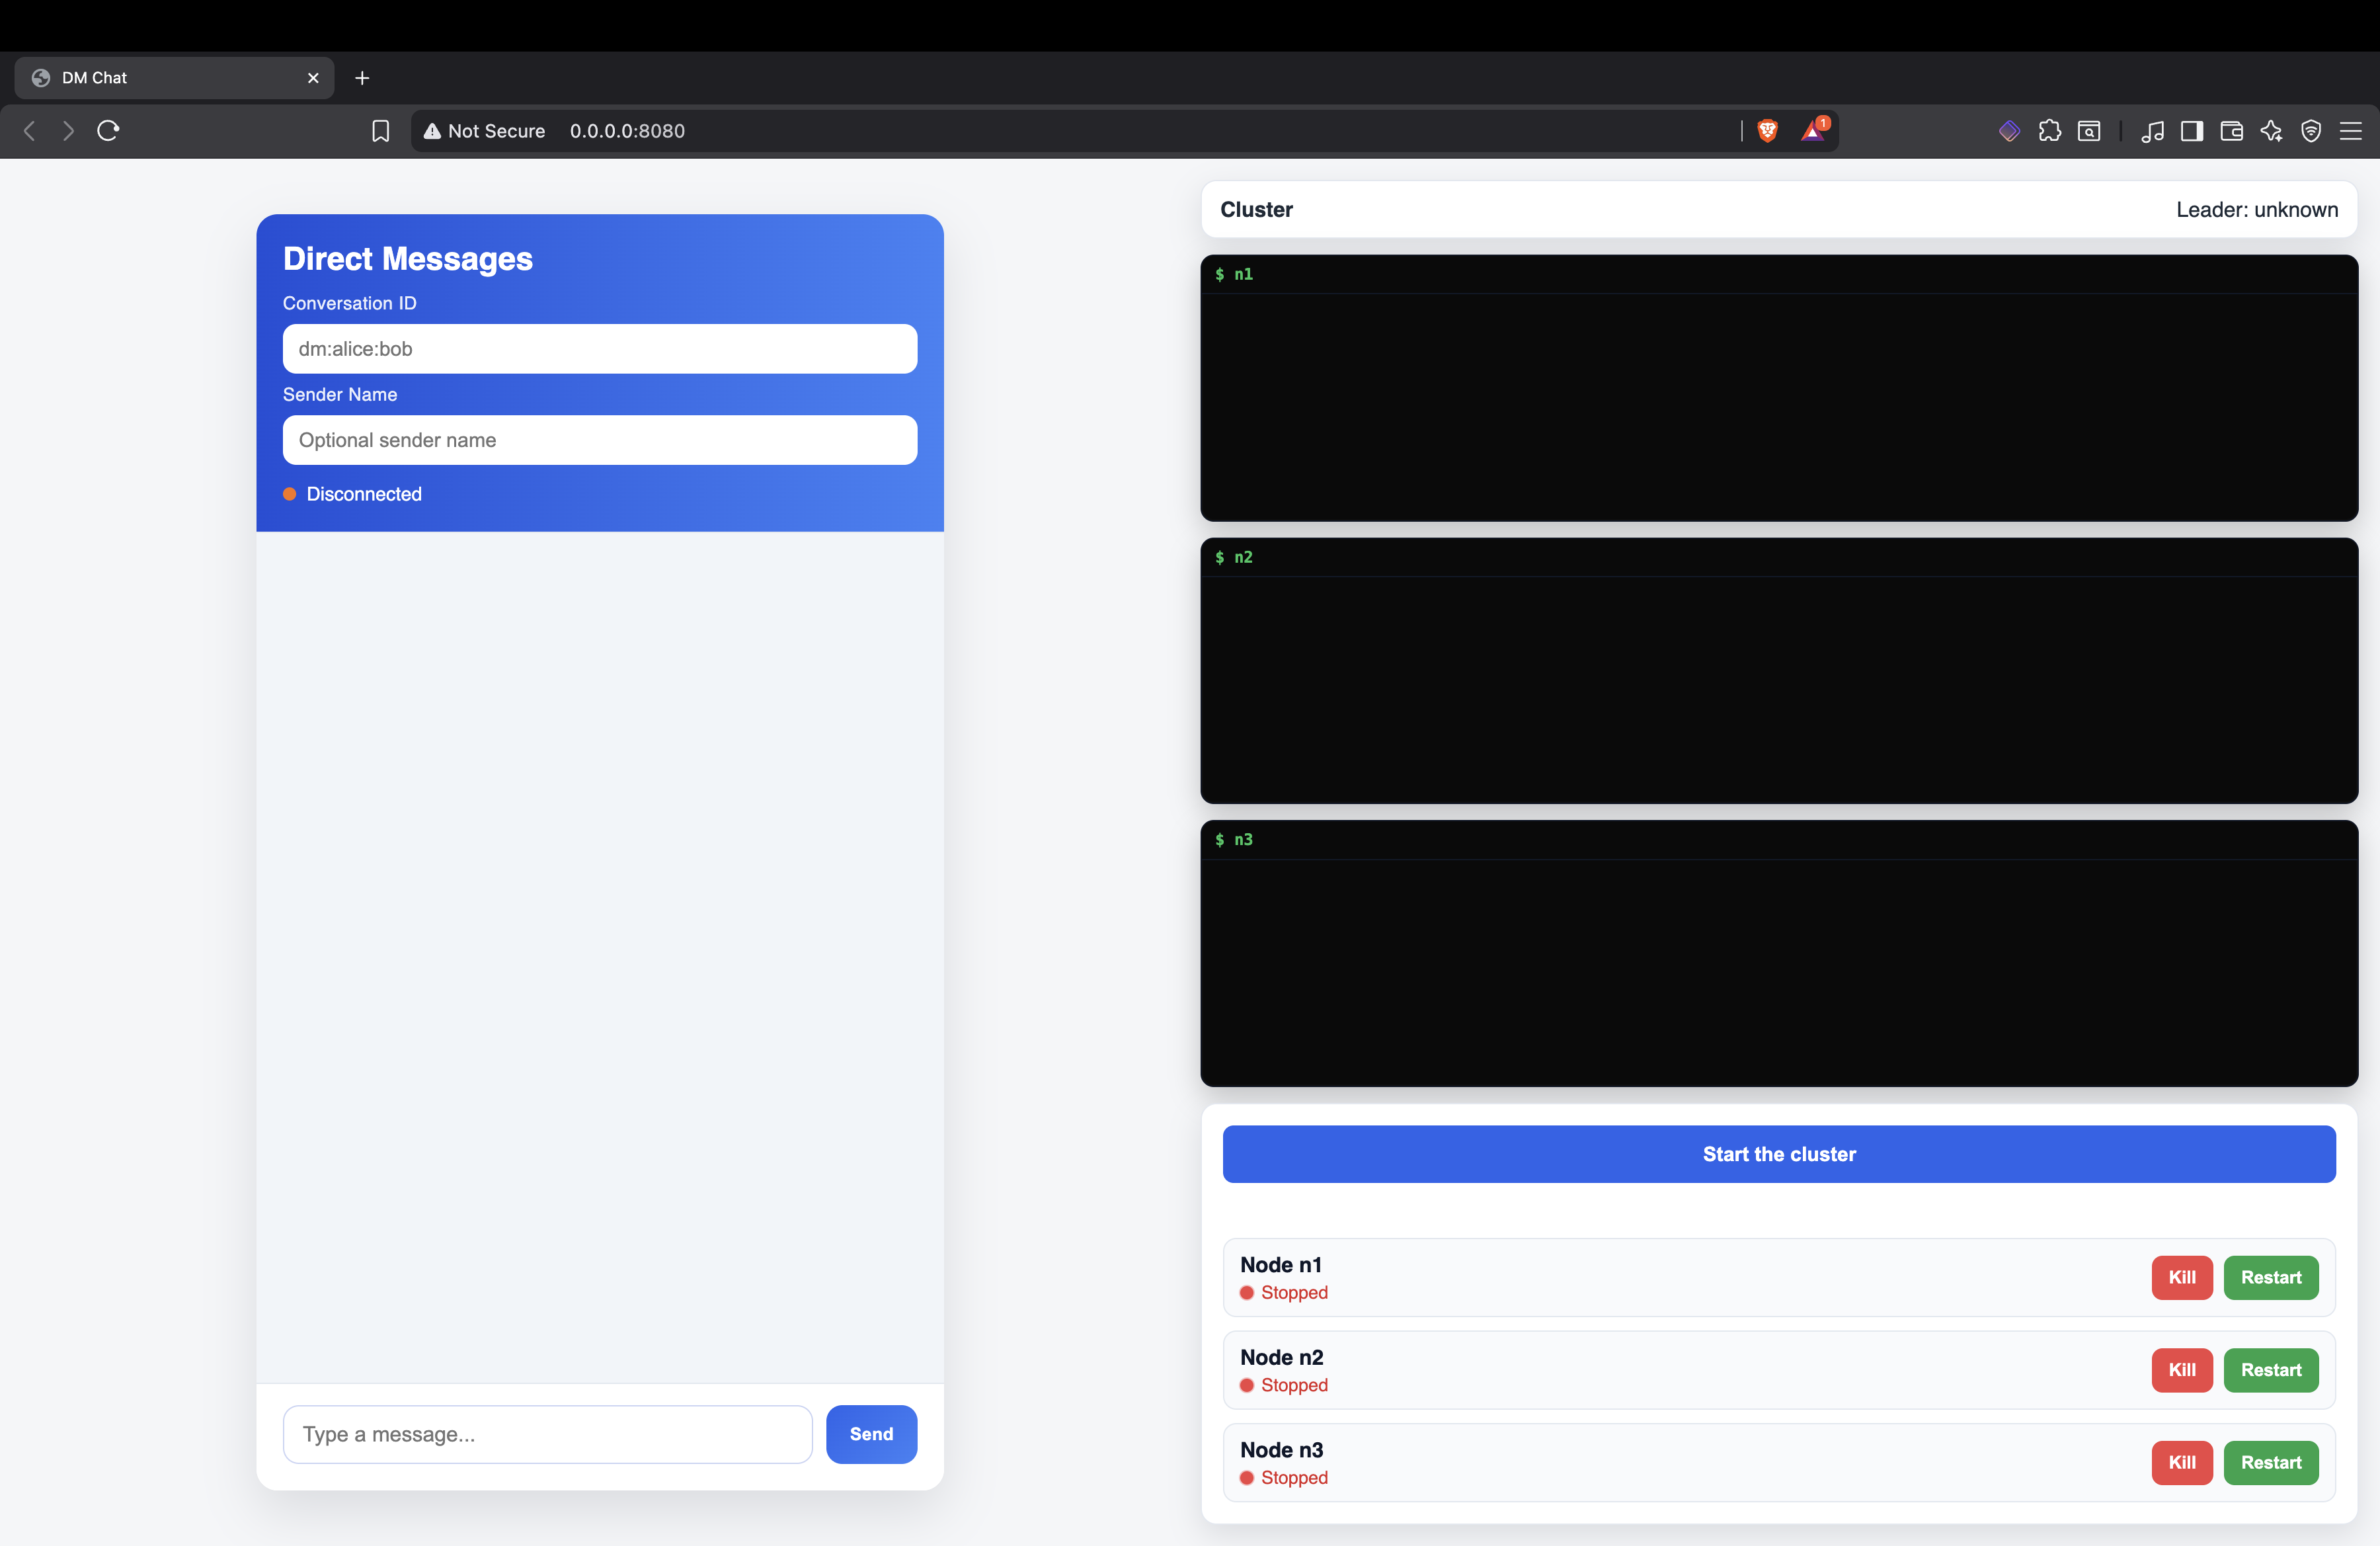 DM Chat
Not Secure 0.0.0.0:8080
1
Direct Messages
Conversation ID
dm:alice:bob
Sender Name
Optional sender name
Disconnected
Type a message...
Send
Cluster
Leader: unknown
$ n1
$ n2
$ n3
Start the cluster
Node n1
Stopped
Kill
Restart
Node n2
Stopped
Kill
Restart
Node n3
Stopped
Kill
Restart